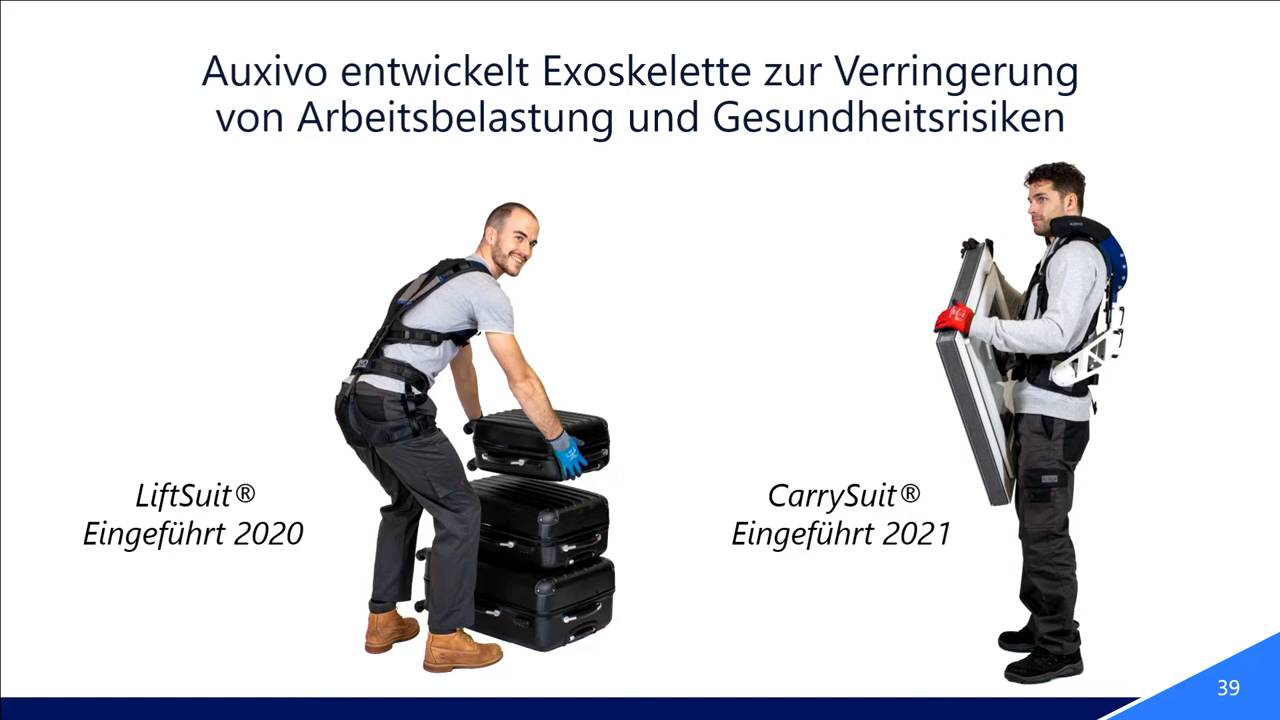 Auxivo entwickelt Exoskelette zur Verringerung
von Arbeitsbelastung und Gesundheitsrisiken
LiftSuit®
Eingeführt 2020
CarrySuit®
Eingeführt 2021
39